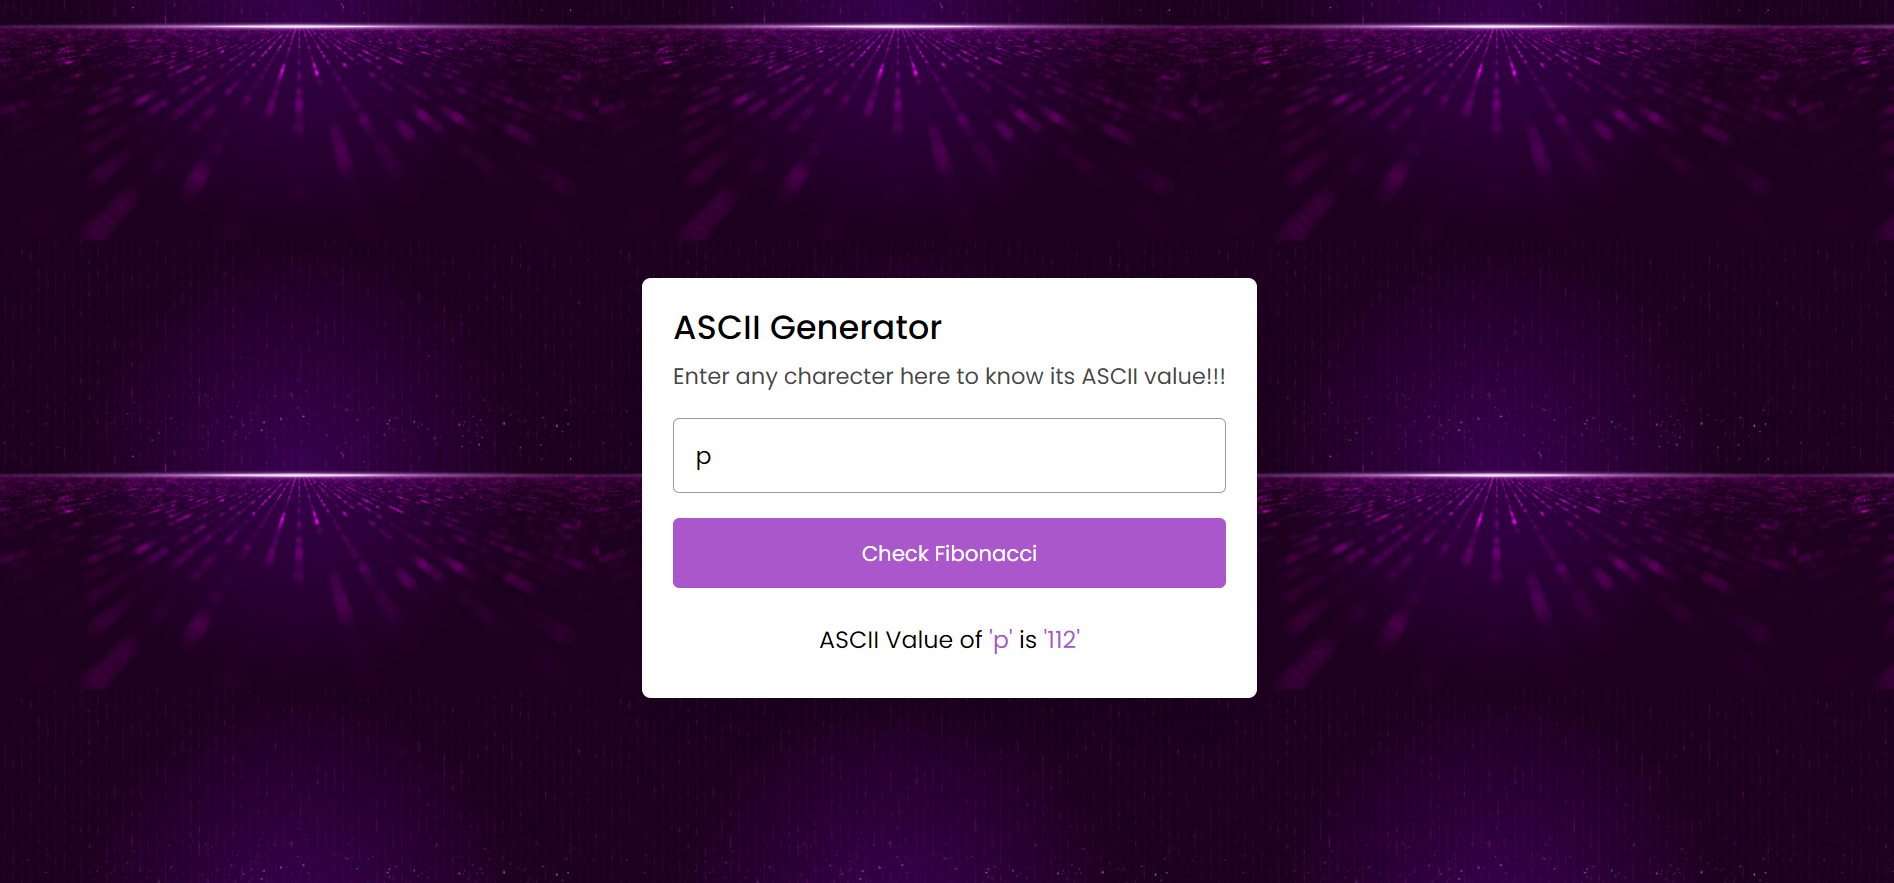 ASCII Generator
Enter any charecter here to know its ASCII value!!!
p
Check Fibonacci
ASCII Value of 'p' is '112'